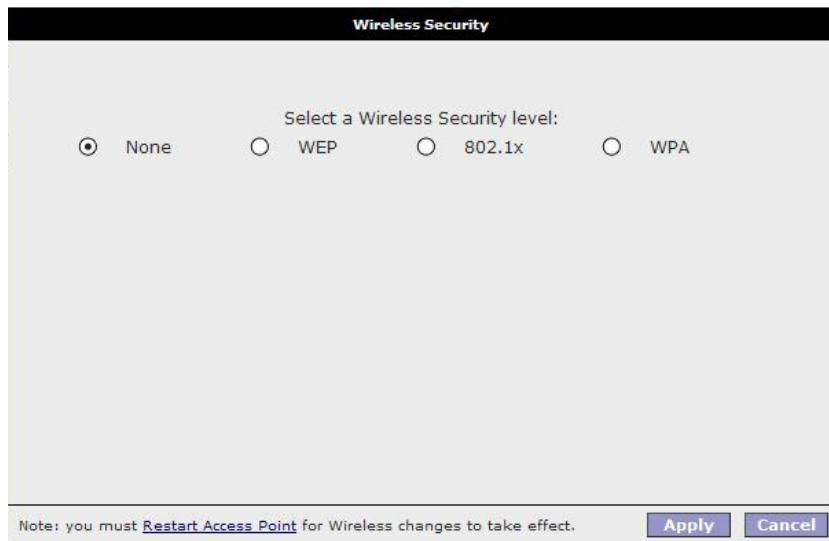 Wireless Security
Select a Wireless Security level:
None WEP 802.1x WPA
Note: you must Restart Access Point for Wireless changes to take effect. Apply Cancel